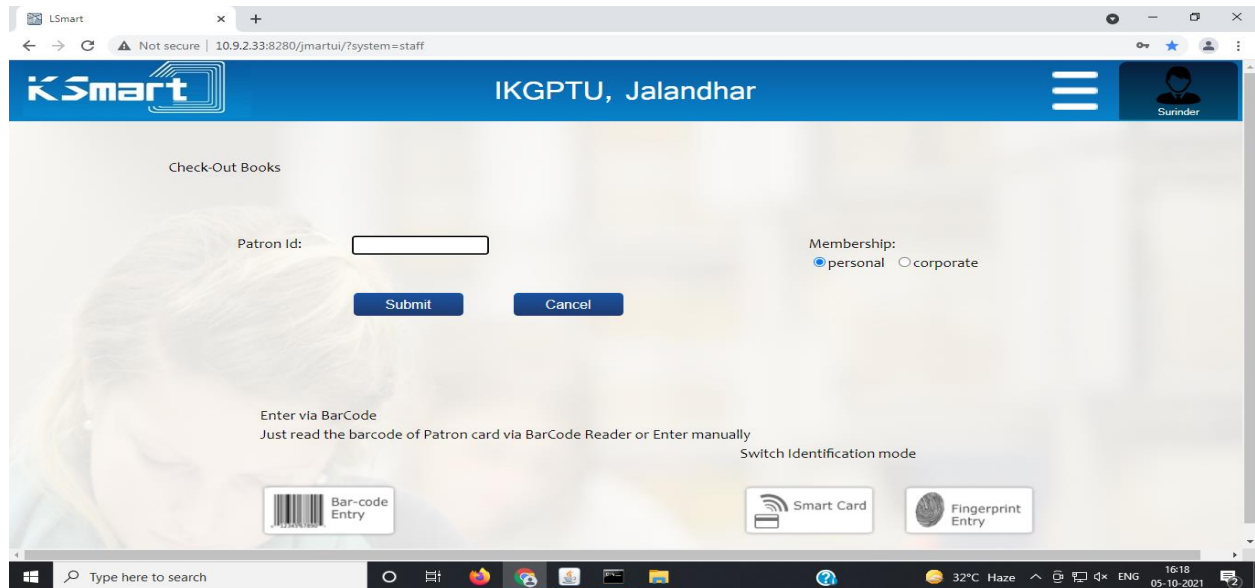 LSmart
Not secure | 10.9.2.33:8280/jmartui/?system=staff
KSmart
IKGPTU, Jalandhar
Surinder
Check-Out Books
Patron Id:
Membership:
personal corporate
Submit Cancel
Enter via BarCode
Just read the barcode of Patron card via BarCode Reader or Enter manually
Switch Identification mode
Bar-code
Entry
Smart Card
Fingerprint
Entry
Type here to search
32°C Haze
ENG
16:18
05-10-2021
2